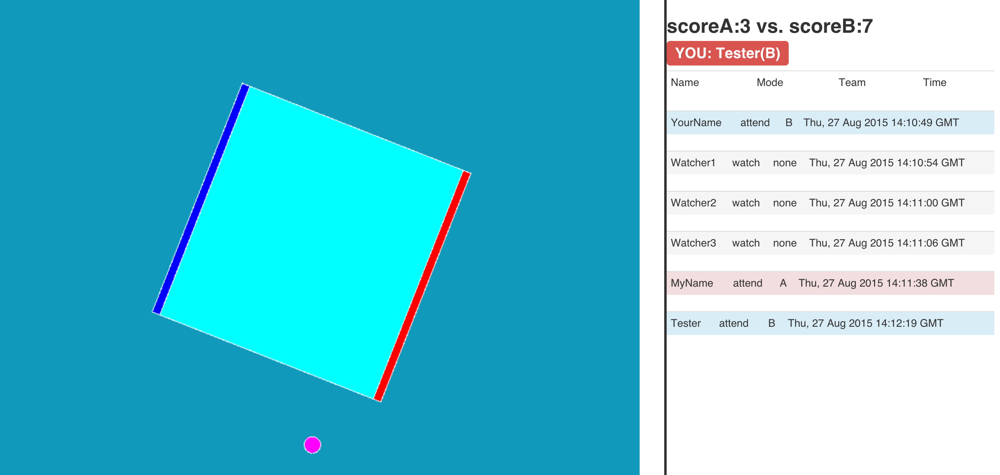 scoreA:3 vs. scoreB:7
YOU: Tester(B)
Name Mode Team Time
YourName attend B Thu, 27 Aug 2015 14:10:49 GMT
Watcher1 watch none Thu, 27 Aug 2015 14:10:54 GMT
Watcher2 watch none Thu, 27 Aug 2015 14:11:00 GMT
Watcher3 watch none Thu, 27 Aug 2015 14:11:06 GMT
MyName attend A Thu, 27 Aug 2015 14:11:38 GMT
Tester attend B Thu, 27 Aug 2015 14:12:19 GMT